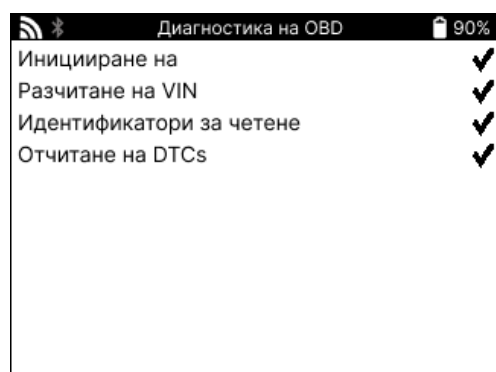 Диагностика на OBD 90%
Иницииране на
Разчитане на VIN
Идентификатори за четене
Отчитане на DTCs